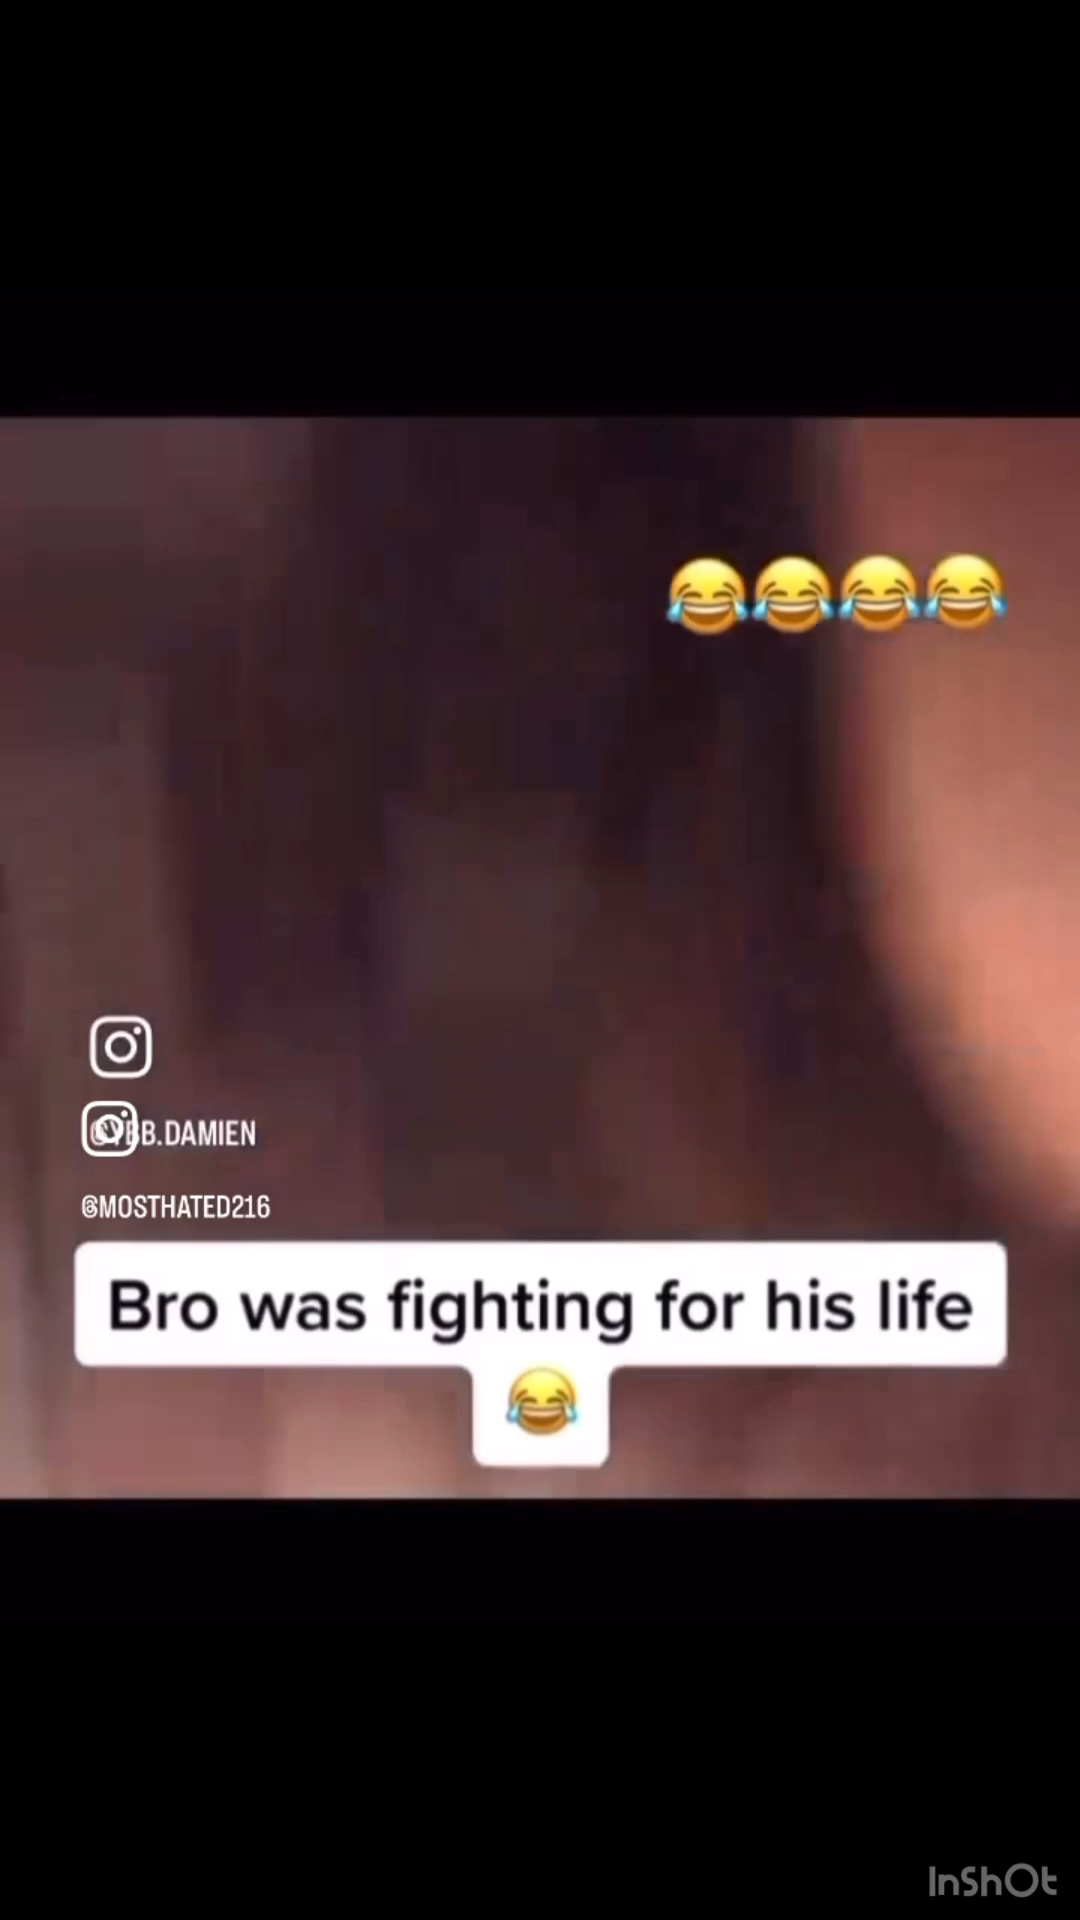 😂😂😂😂
.DAMIEN
@MOSTHATED216
Bro was fighting for his life
😂
InShOt